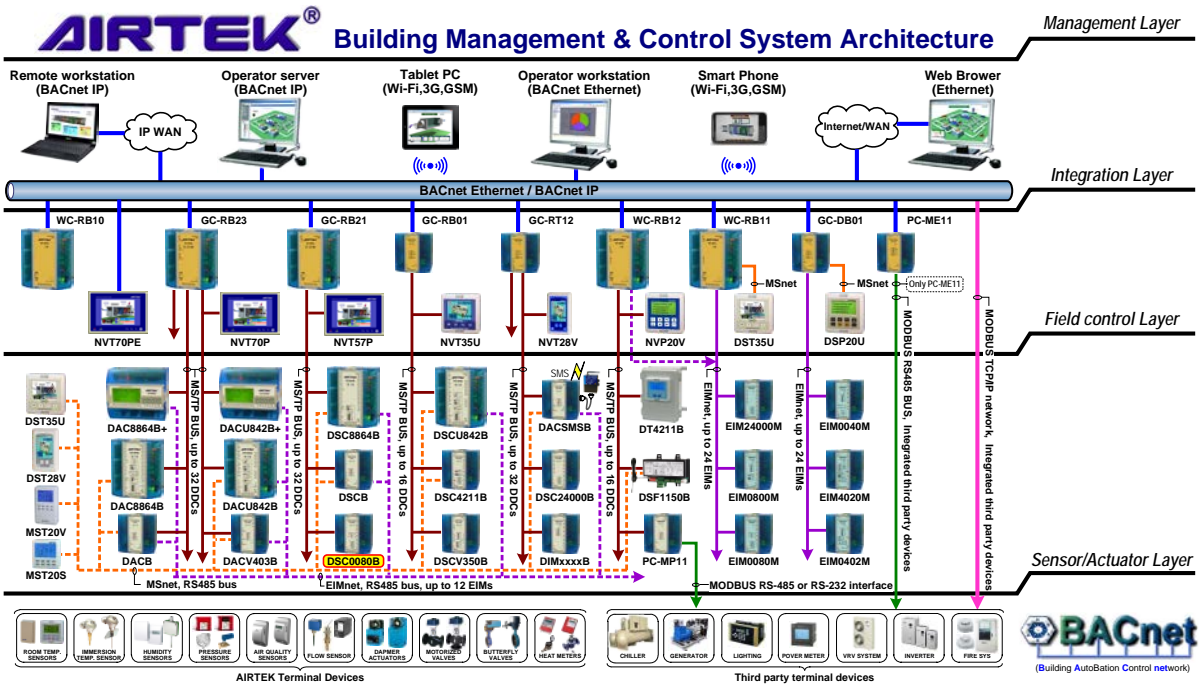 AIRTEK®
Building Management & Control System Architecture
Management Layer
Remote workstation
(BACnet IP)
Operator server
(BACnet IP)
Tablet PC
(Wi-Fi,3G,GSM)
Operator workstation
(BACnet Ethernet)
Smart Phone
(Wi-Fi,3G,GSM)
Web Brower
(Ethernet)
IP WAN
Internet/WAN
BACnet Ethernet / BACnet IP
Integration Layer
WC-RB10
GC-RB23
GC-RB21
GC-RB01
GC-RT12
WC-RB12
WC-RB11
GC-DB01
PC-ME11
MSnet
MSnet
Only PC-ME11
NVT70PE
NVT70P
NVT57P
NVT35U
NVT28V
NVP20V
DST35U
DSP20U
Field control Layer
MS/TP BUS, up to 32 DDCs
MS/TP BUS, up to 32 DDCs
MS/TP BUS, up to 16 DDCs
MS/TP BUS, up to 32 DDCs
MS/TP BUS, up to 16 DDCs
EIMnet, up to 24 EIMs
EIMnet, up to 24 EIMs
MODBUS RS485 BUS, Integrated third party devices
MODBUS TCP/IP network, Integrated third party devices
SMS
DST35U
DAC8864B+
DACU842B+
DSC8864B
DSCU842B
DACSMSB
DT4211B
EIM24000M
EIM0040M
DST28V
DAC8864B
DACU842B
DSCB
DSC4211B
DSC24000B
DSF1150B
EIM0800M
EIM4020M
MST20V
MST20S
DACB
DACV403B
DSC0080B
DSCV350B
DIMxxxxB
PC-MP11
EIM0080M
EIM0402M
Sensor/Actuator Layer
MSnet, RS485 bus
EIMnet, RS485 bus, up to 12 EIMs
MODBUS RS-485 or RS-232 interface
ROOM TEMP.
SENSORS
IMMERSION
TEMP. SENSOR
HUMIDITY
SENSORS
PRESSURE
SENSORS
AIR QUALITY
SENSORS
FLOW SENSOR
DAPMER
ACTUATORS
MOTORIZED
VALVES
BUTTERFLY
VALVES
HEAT METERS
CHILLER
GENERATOR
LIGHTING
POVER METER
VRV SYSTEM
INVERTER
FIRE SYS
AIRTEK Terminal Devices
Third party terminal devices
BACnet
(Building AutoBation Control network)